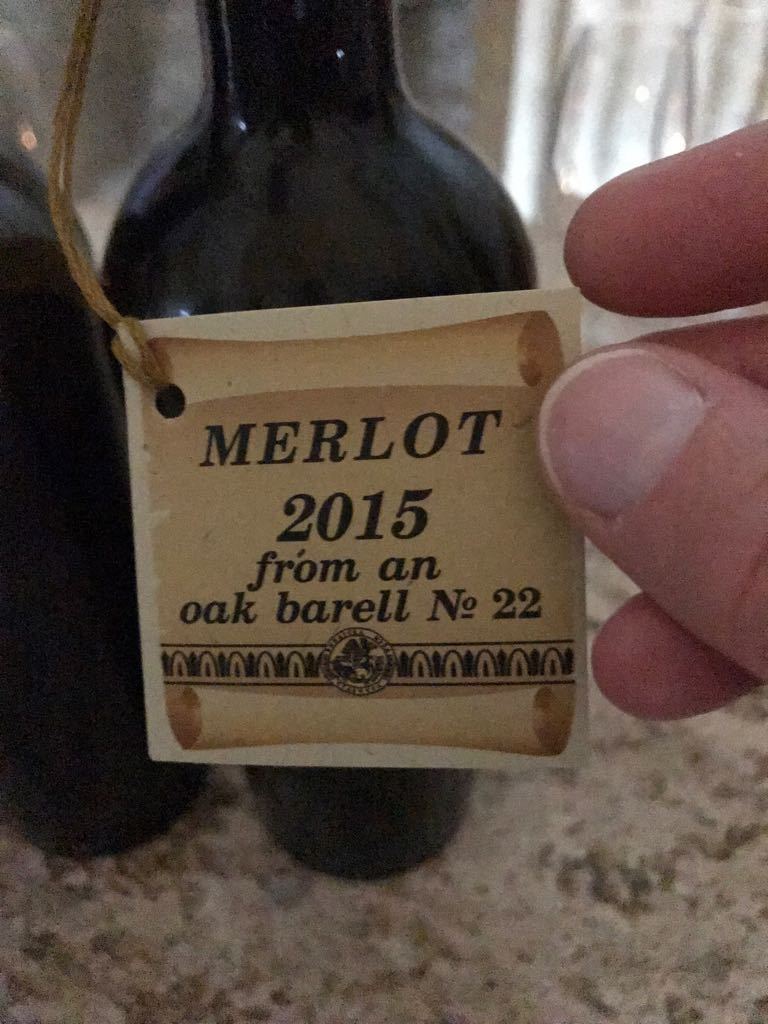 MERLOT
2015
from an
oak barell № 22